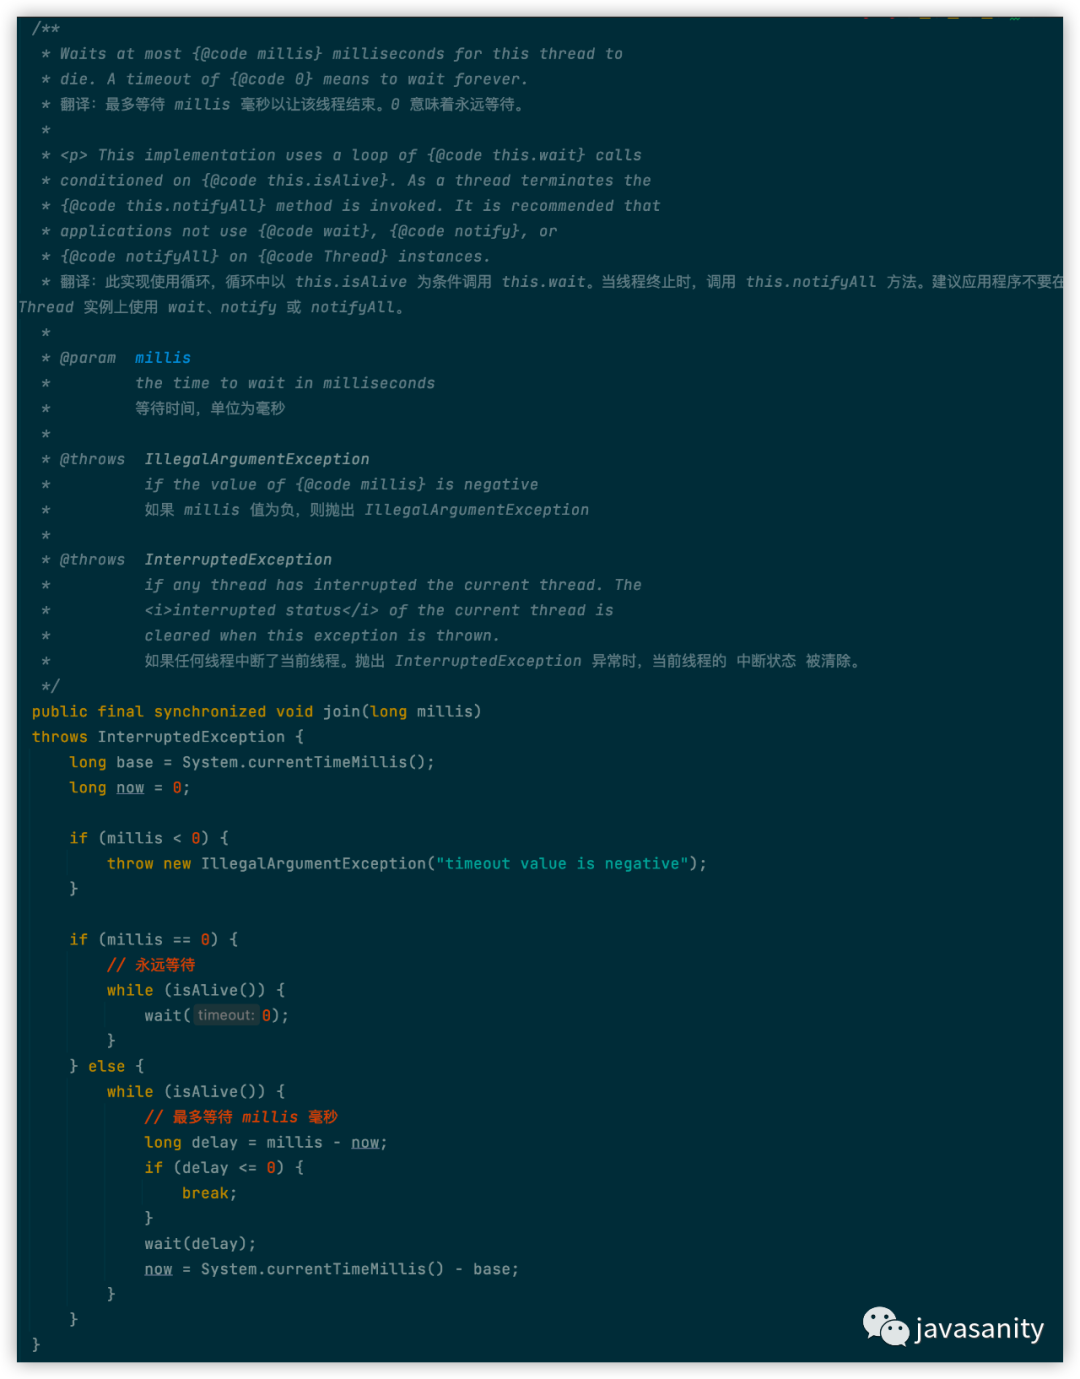 /**
* Waits at most {@code millis} milliseconds for this thread to
* die. A timeout of {@code 0} means to wait forever.
* 翻译：最多等待 millis 毫秒以让该线程结束。0 意味着永远等待。
*
* <p> This implementation uses a loop of {@code this.wait} calls
* conditioned on {@code this.isAlive}. As a thread terminates the
* {@code this.notifyAll} method is invoked. It is recommended that
* applications not use {@code wait}, {@code notify}, or
* {@code notifyAll} on {@code Thread} instances.
* 翻译：此实现使用循环，循环中以 this.isAlive 为条件调用 this.wait。当线程终止时，调用 this.notifyAll 方法。建议应用程序不要在
Thread 实例上使用 wait、notify 或 notifyAll。
*
* @param millis
* the time to wait in milliseconds
* 等待时间，单位为毫秒
*
* @throws IllegalArgumentException
* if the value of {@code millis} is negative
* 如果 millis 值为负，则抛出 IllegalArgumentException
*
* @throws InterruptedException
* if any thread has interrupted the current thread. The
* <i>interrupted status</i> of the current thread is
* cleared when this exception is thrown.
* 如果任何线程中断了当前线程。抛出 InterruptedException 异常时，当前线程的 中断状态 被清除。
*/
public final synchronized void join(long millis)
throws InterruptedException {
long base = System.currentTimeMillis();
long now = 0;
if (millis < 0) {
throw new IllegalArgumentException("timeout value is negative");
}
if (millis == 0) {
// 永远等待
while (isAlive()) {
wait( timeout: 0);
}
} else {
while (isAlive()) {
// 最多等待 millis 毫秒
long delay = millis - now;
if (delay <= 0) {
break;
}
wait(delay);
now = System.currentTimeMillis() - base;
}
}
}
javasanity